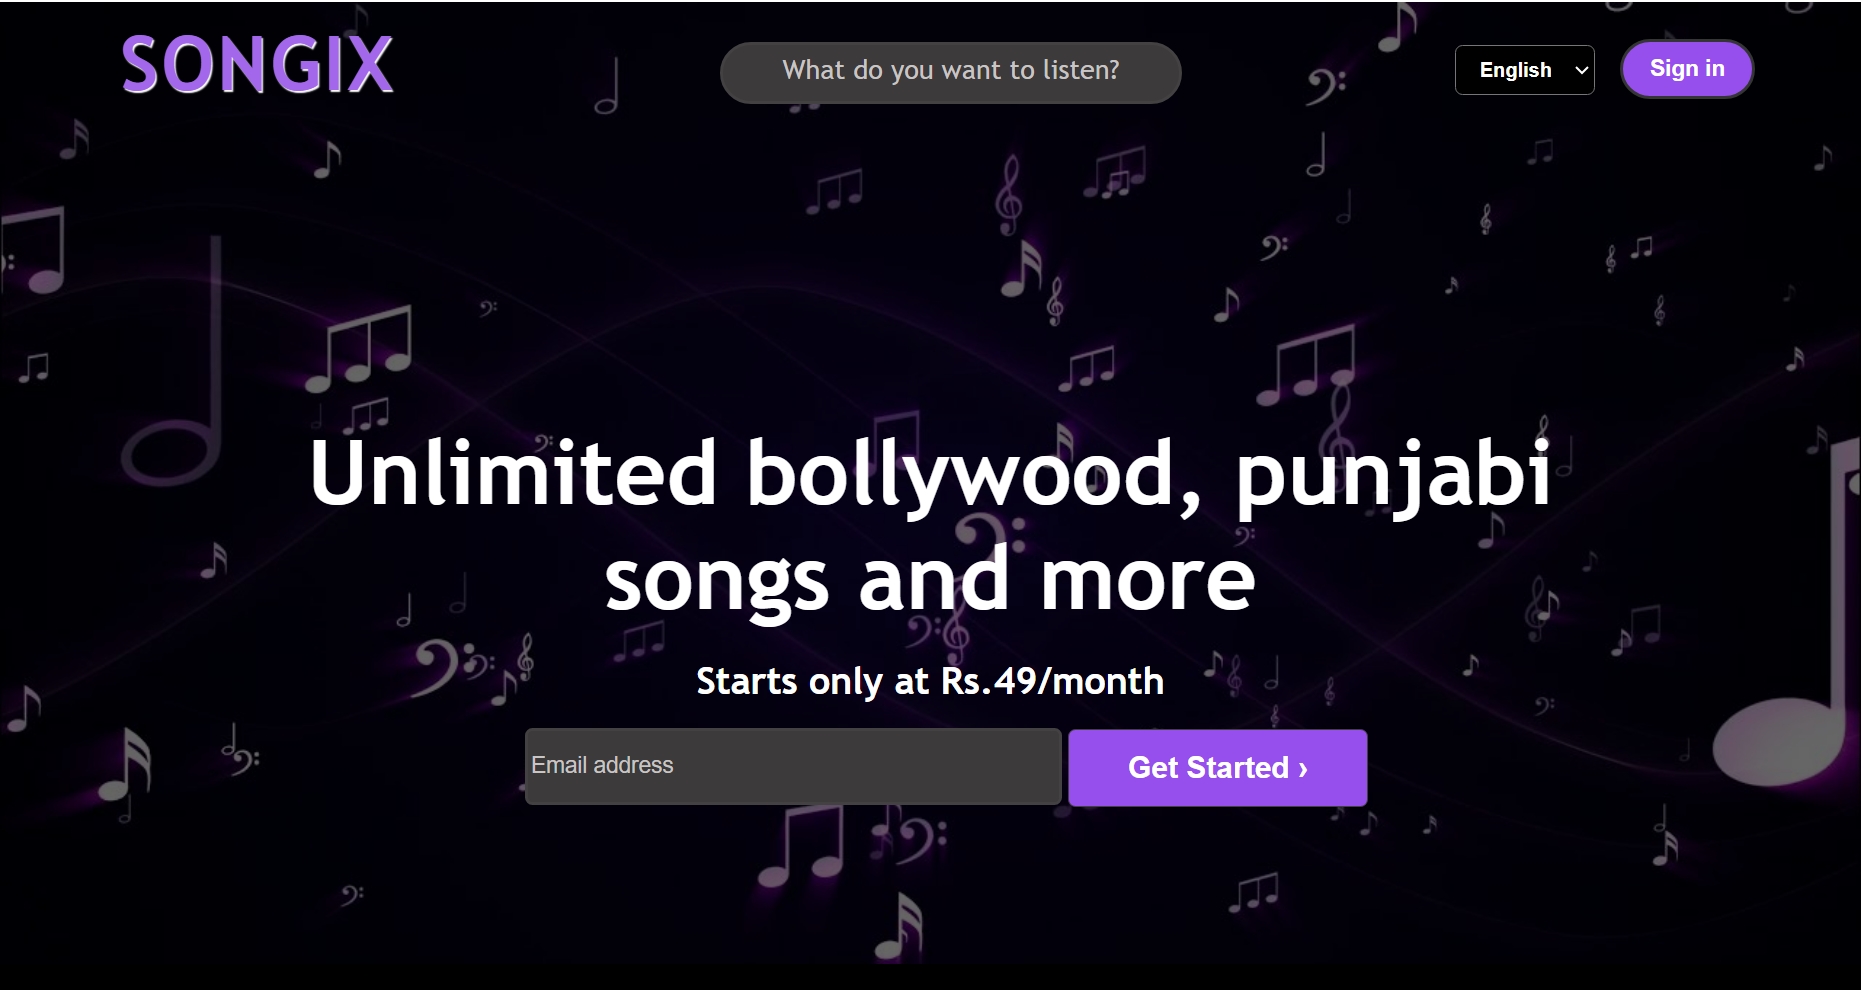 SONGIX
What do you want to listen?
English
Sign in
Unlimited bollywood, punjabi
songs and more
Starts only at Rs.49/month
Email address
Get Started ›